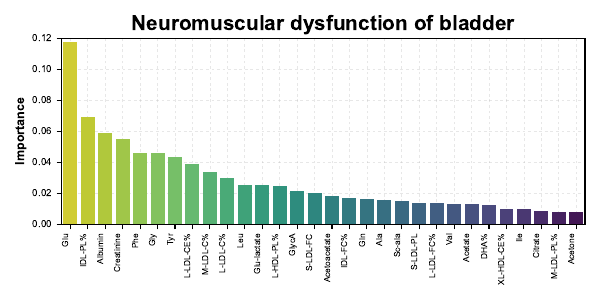 Neuromuscular dysfunction of bladder
Importance
0.12
0.10
0.08
0.06
0.04
0.02
0.00
Glu
IDL-PL%
Albumin
Creatinine
Phe
Gly
Tyr
L-LDL-CE%
M-LDL-C%
L-LDL-C%
Leu
Glu-lactate
L-HDL-PL%
GlycA
S-LDL-FC
Acetoacetate
IDL-FC%
Gln
Ala
Sc-ala
S-LDL-PL
L-LDL-FC%
Val
Acetate
DHA%
XL-HDL-CE%
Ile
Citrate
M-LDL-PL%
Acetone